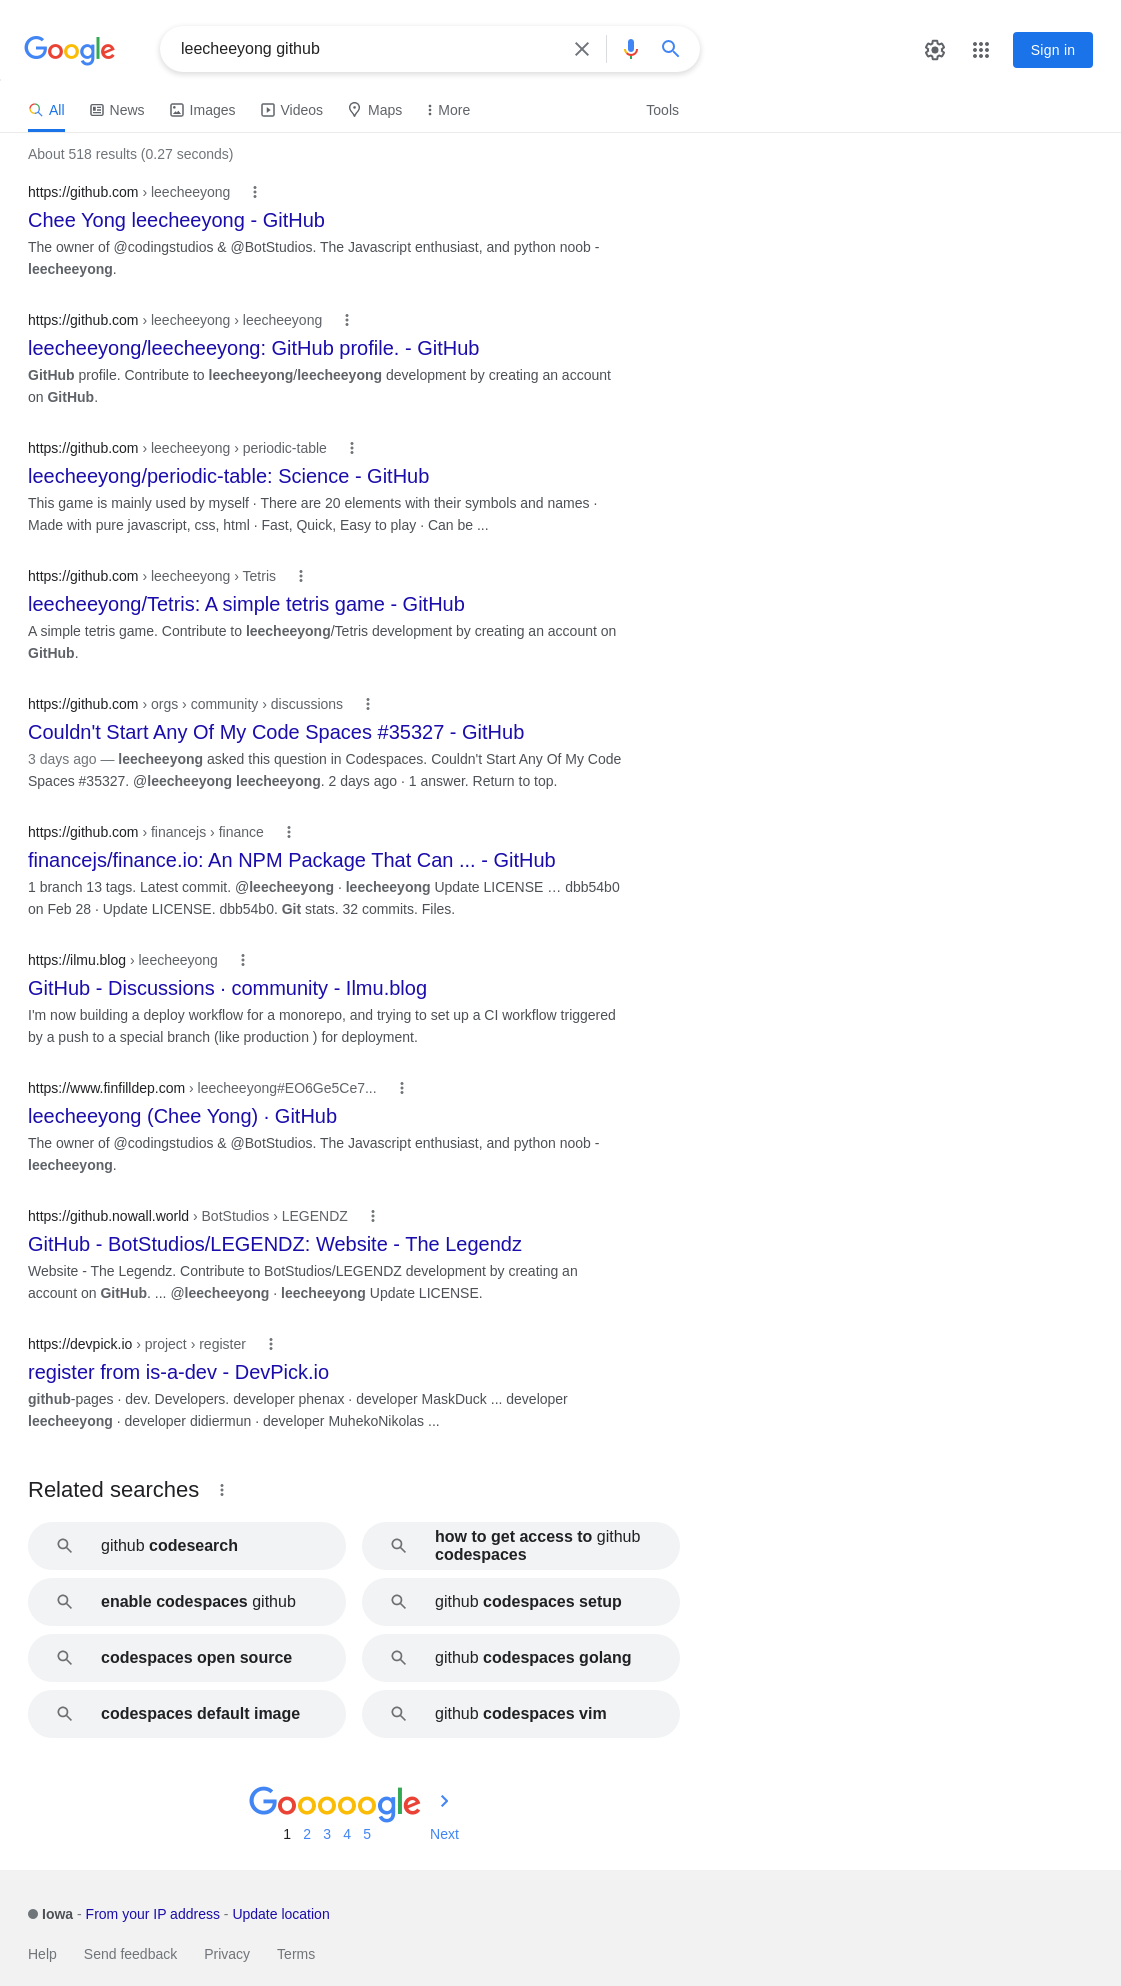 Google
leecheeyong github
Sign in
All News Images Videos Maps More Tools
About 518 results (0.27 seconds)
https://github.com › leecheeyong
Chee Yong leecheeyong - GitHub
The owner of @codingstudios & @BotStudios. The Javascript enthusiast, and python noob -
leecheeyong.
https://github.com › leecheeyong › leecheeyong
leecheeyong/leecheeyong: GitHub profile. - GitHub
GitHub profile. Contribute to leecheeyong/leecheeyong development by creating an account
on GitHub.
https://github.com › leecheeyong › periodic-table
leecheeyong/periodic-table: Science - GitHub
This game is mainly used by myself · There are 20 elements with their symbols and names ·
Made with pure javascript, css, html · Fast, Quick, Easy to play · Can be ...
https://github.com › leecheeyong › Tetris
leecheeyong/Tetris: A simple tetris game - GitHub
A simple tetris game. Contribute to leecheeyong/Tetris development by creating an account on
GitHub.
https://github.com › orgs › community › discussions
Couldn't Start Any Of My Code Spaces #35327 - GitHub
3 days ago — leecheeyong asked this question in Codespaces. Couldn't Start Any Of My Code
Spaces #35327. @leecheeyong leecheeyong. 2 days ago · 1 answer. Return to top.
https://github.com › financejs › finance
financejs/finance.io: An NPM Package That Can ... - GitHub
1 branch 13 tags. Latest commit. @leecheeyong · leecheeyong Update LICENSE … dbb54b0
on Feb 28 · Update LICENSE. dbb54b0. Git stats. 32 commits. Files.
https://ilmu.blog › leecheeyong
GitHub - Discussions · community - Ilmu.blog
I'm now building a deploy workflow for a monorepo, and trying to set up a CI workflow triggered
by a push to a special branch (like production ) for deployment.
https://www.finfilldep.com › leecheeyong#EO6Ge5Ce7...
leecheeyong (Chee Yong) · GitHub
The owner of @codingstudios & @BotStudios. The Javascript enthusiast, and python noob -
leecheeyong.
https://github.nowall.world › BotStudios › LEGENDZ
GitHub - BotStudios/LEGENDZ: Website - The Legendz
Website - The Legendz. Contribute to BotStudios/LEGENDZ development by creating an
account on GitHub. ... @leecheeyong · leecheeyong Update LICENSE.
https://devpick.io › project › register
register from is-a-dev - DevPick.io
github-pages · dev. Developers. developer phenax · developer MaskDuck ... developer
leecheeyong · developer didiermun · developer MuhekoNikolas ...
Related searches
github codesearch
how to get access to github
codespaces
enable codespaces github
github codespaces setup
codespaces open source
github codespaces golang
codespaces default image
github codespaces vim
Gooooogle
1 2 3 4 5 Next
Iowa - From your IP address - Update location
Help Send feedback Privacy Terms